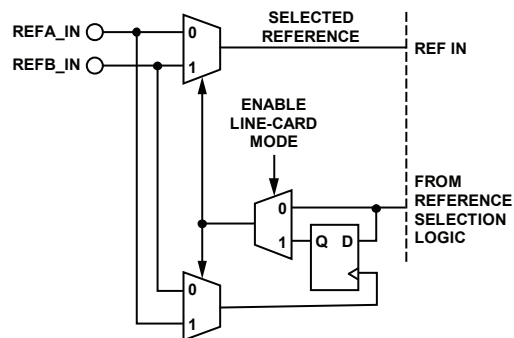 SELECTED
REFERENCE
REFA_IN
0
REF IN
REFB_IN
1
ENABLE
LINE-CARD
MODE
FROM
REFERENCE
SELECTION
LOGIC
0
1
Q D
0
1